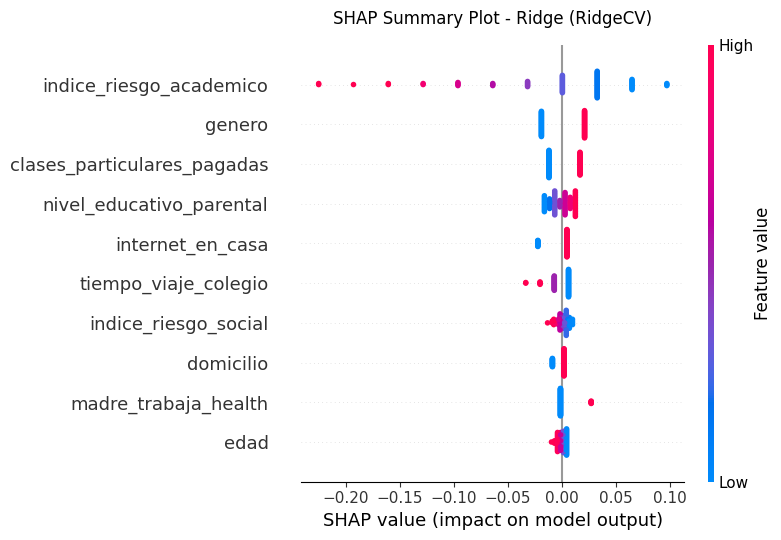 SHAP Summary Plot - Ridge (RidgeCV)
High
indice_riesgo_academico
genero
clases_particulares_pagadas
nivel_educativo_parental
internet_en_casa
tiempo_viaje_colegio
indice_riesgo_social
domicilio
madre_trabaja_health
edad
Feature value
Low
−0.20 −0.15 −0.10 −0.05 0.00 0.05 0.10
SHAP value (impact on model output)